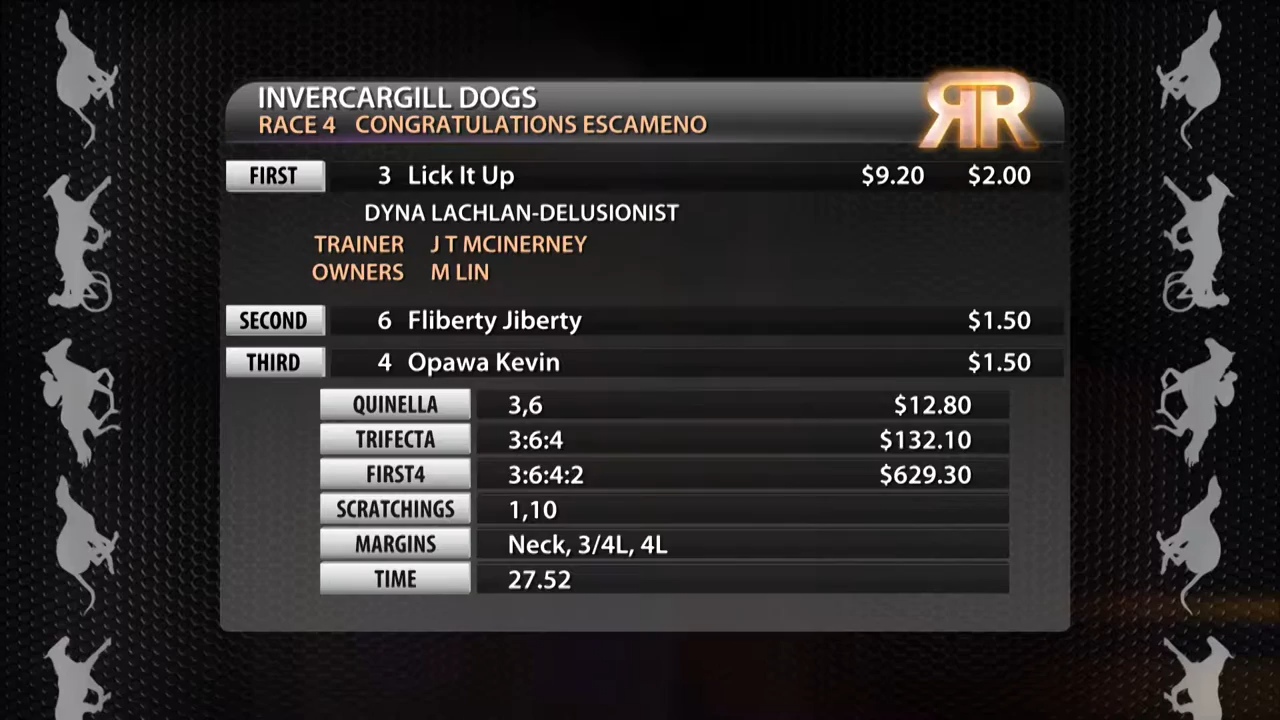 INVERCARGILL DOGS
RACE 4 CONGRATULATIONS ESCAMENO
RR
FIRST 3 Lick It Up $9.20 $2.00
DYNA LACHLAN-DELUSIONIST
TRAINER J T MCINERNEY
OWNERS M LIN
SECOND 6 Fliberty Jiberty $1.50
THIRD 4 Opawa Kevin $1.50
QUINELLA 3,6 $12.80
TRIFECTA 3:6:4 $132.10
FIRST4 3:6:4:2 $629.30
SCRATCHINGS 1,10
MARGINS Neck, 3/4L, 4L
TIME 27.52